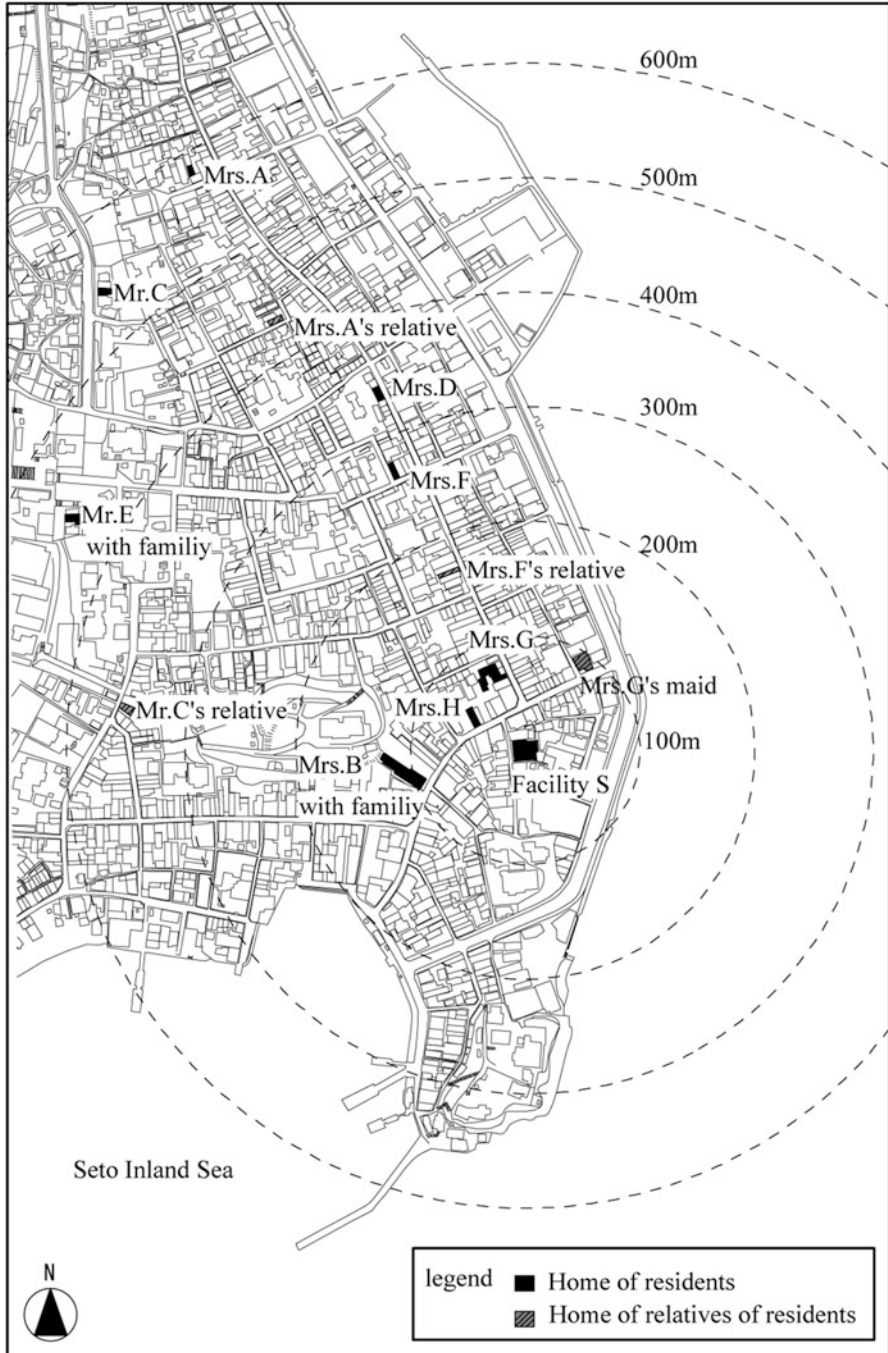 600m
Mrs.A
500m
Mr.C
400m
Mrs.A's relative
Mrs.D
300m
Mrs.F
Mr.E
with familiy
200m
Mrs.F's relative
Mrs.G
Mrs.G's maid
Mr.C's relative
Mrs.H
100m
Mrs.B
with familiy
Facility S
Seto Inland Sea
N
legend
Home of residents
Home of relatives of residents